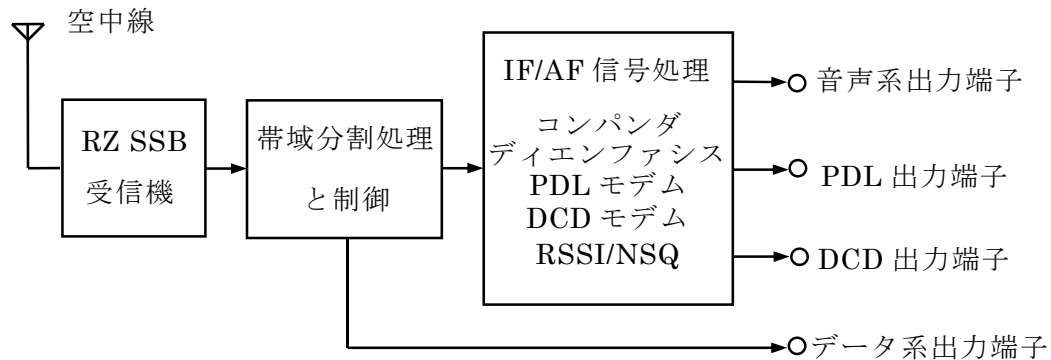 空中線
RZ SSB
受信機
帯域分割処理
と制御
IF/AF 信号処理
コンパンダ
ディエンファシス
PDL モデム
DCD モデム
RSSI/NSQ
音声系出力端子
PDL 出力端子
DCD 出力端子
データ系出力端子